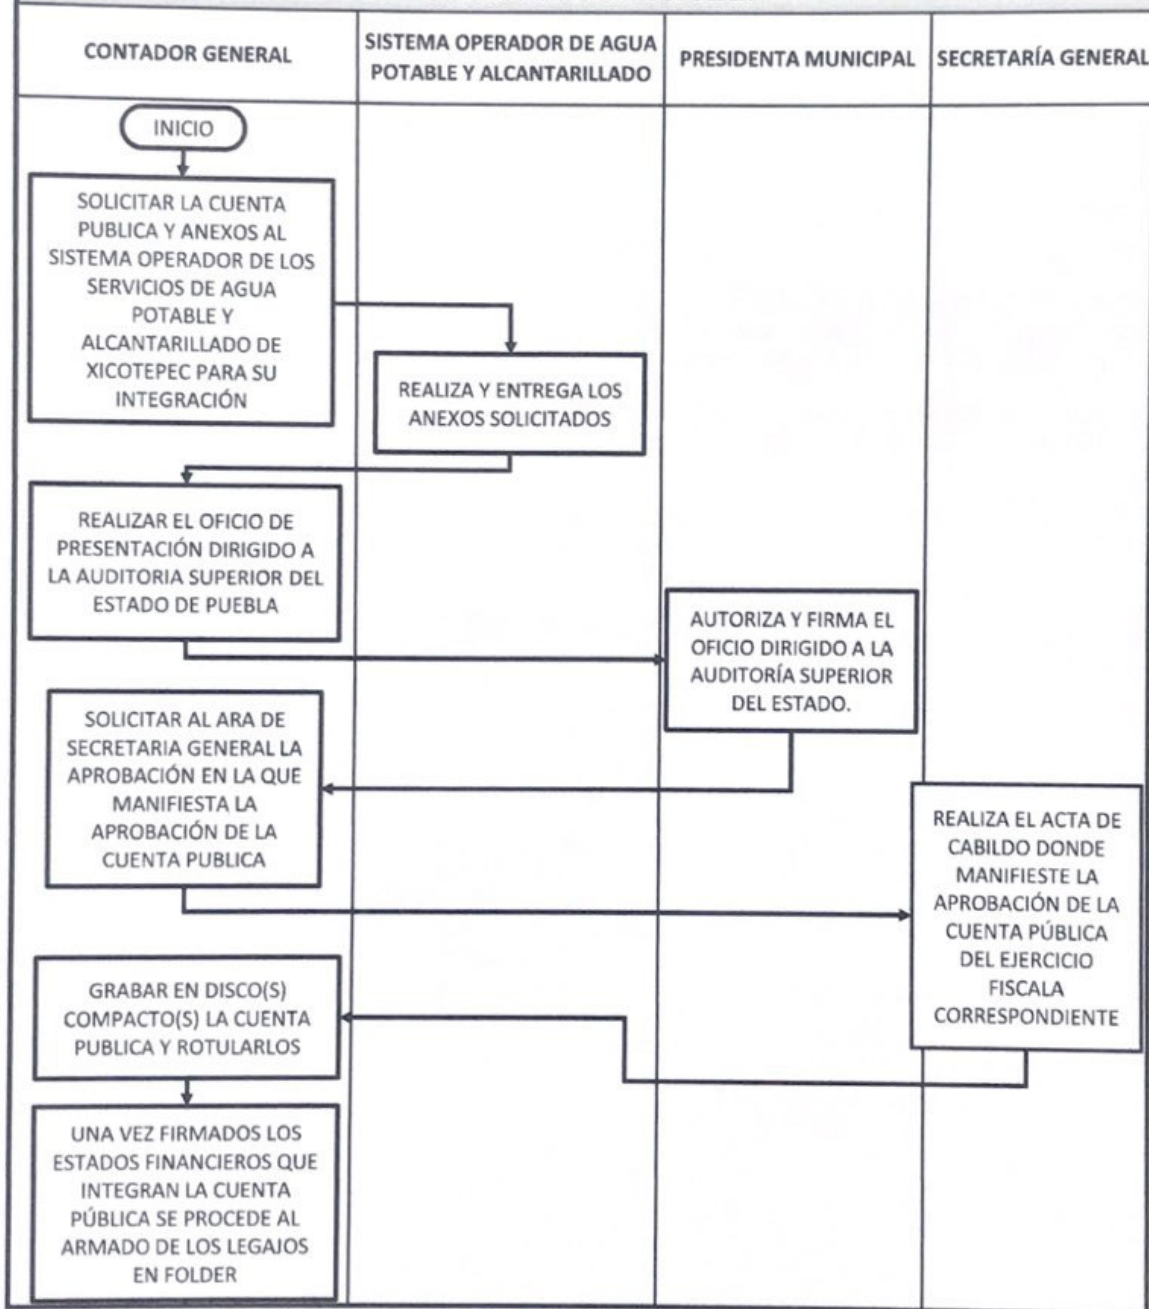 CONTADOR GENERAL
SISTEMA OPERADOR DE AGUA
POTABLE Y ALCANTARILLADO
PRESIDENTA MUNICIPAL
SECRETARÍA GENERAL
INICIO
SOLICITAR LA CUENTA
PUBLICA Y ANEXOS AL
SISTEMA OPERADOR DE LOS
SERVICIOS DE AGUA
POTABLE Y
ALCANTARILLADO DE
XICOTEPEC PARA SU
INTEGRACIÓN
REALIZA Y ENTREGA LOS
ANEXOS SOLICITADOS
REALIZAR EL OFICIO DE
PRESENTACIÓN DIRIGIDO A
LA AUDITORIA SUPERIOR DEL
ESTADO DE PUEBLA
AUTORIZA Y FIRMA EL
OFICIO DIRIGIDO A LA
AUDITORÍA SUPERIOR
DEL ESTADO.
SOLICITAR AL ARA DE
SECRETARIA GENERAL LA
APROBACIÓN EN LA QUE
MANIFIESTA LA
APROBACIÓN DE LA
CUENTA PUBLICA
REALIZA EL ACTA DE
CABILDO DONDE
MANIFIESTE LA
APROBACIÓN DE LA
CUENTA PÚBLICA
DEL EJERCICIO
FISCALA
CORRESPONDIENTE
GRABAR EN DISCO(S)
COMPACTO(S) LA CUENTA
PUBLICA Y ROTULARLOS
UNA VEZ FIRMADOS LOS
ESTADOS FINANCIEROS QUE
INTEGRAN LA CUENTA
PÚBLICA SE PROCEDE AL
ARMADO DE LOS LEGAJOS
EN FOLDER